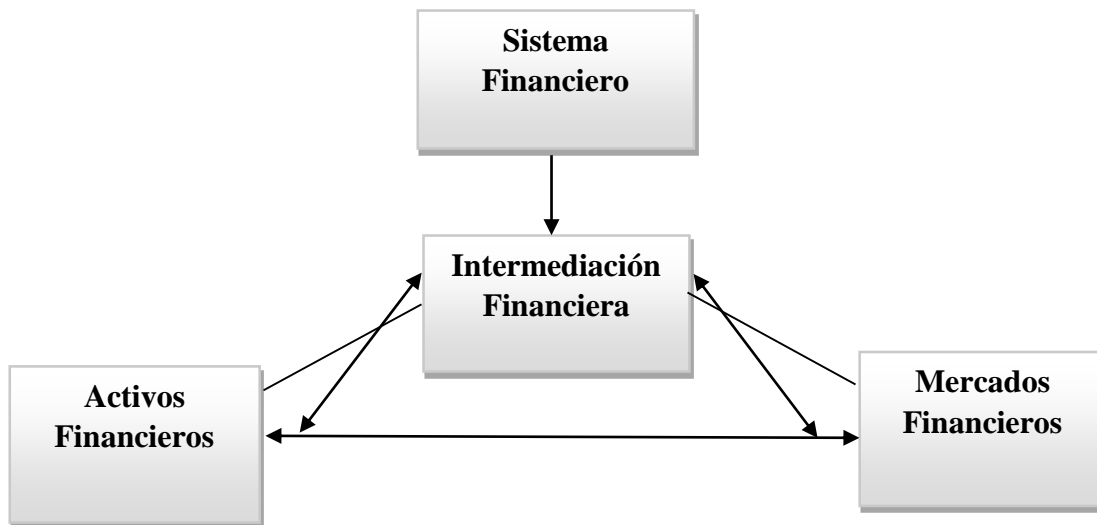 Sistema
Financiero
Intermediación
Financiera
Activos
Financieros
Mercados
Financieros